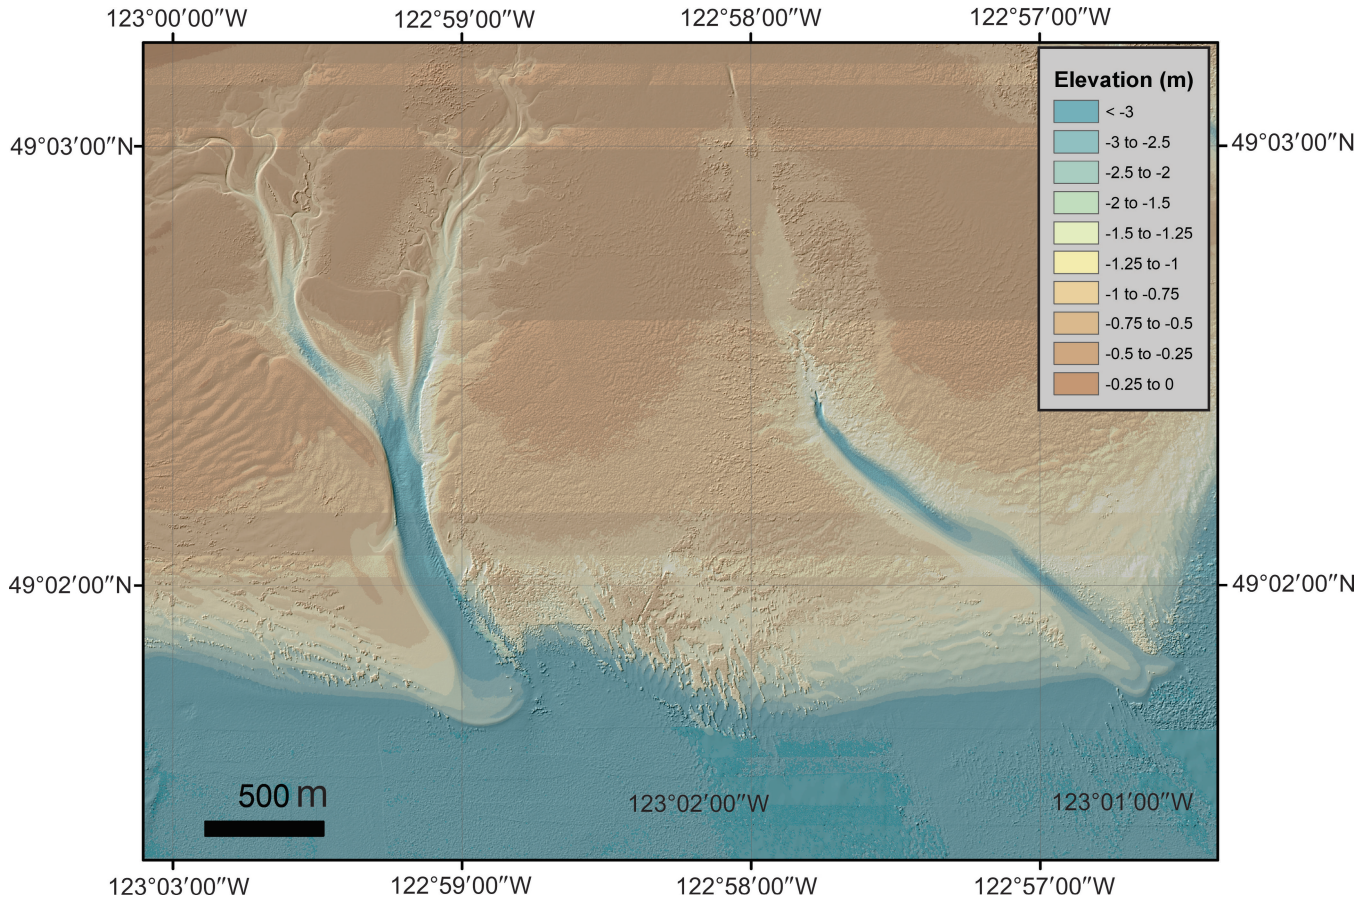 123°00′00″W 122°59′00″W 122°58′00″W 122°57′00″W
Elevation (m)
< -3
-3 to -2.5
-2.5 to -2
-2 to -1.5
-1.5 to -1.25
-1.25 to -1
-1 to -0.75
-0.75 to -0.5
-0.5 to -0.25
-0.25 to 0
49°03′00″N 49°03′00″N
49°02′00″N 49°02′00″N
500 m
123°02′00″W 123°01′00″W
123°03′00″W 122°59′00″W 122°58′00″W 122°57′00″W